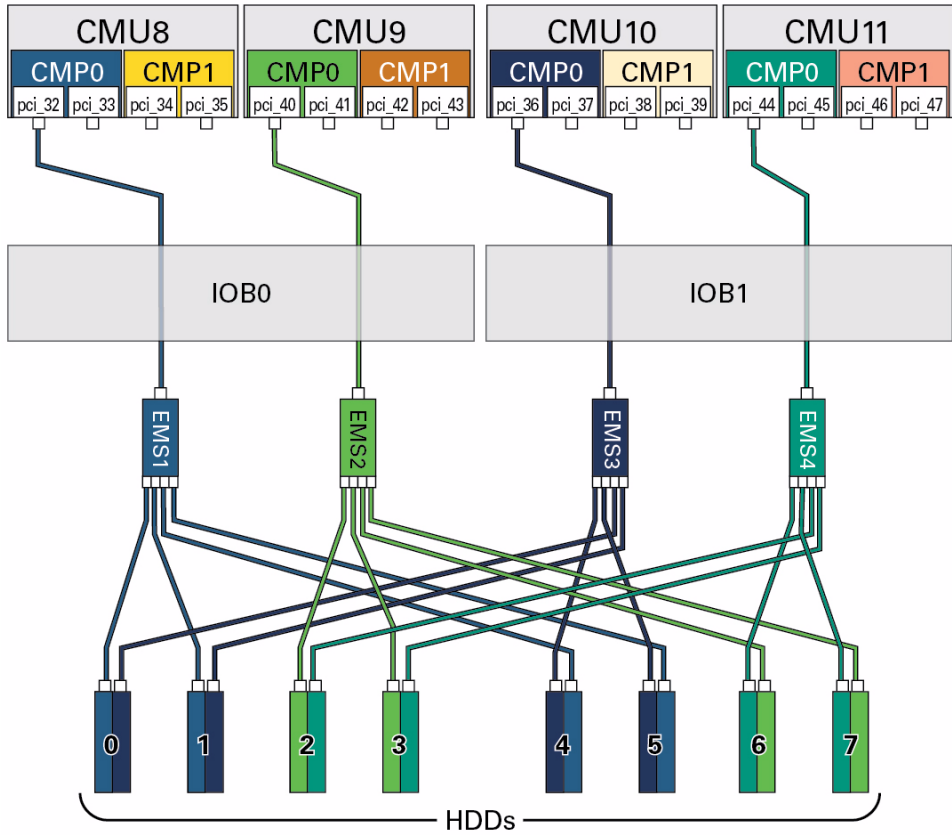 CMU8 CMU9 CMU10 CMU11
CMP0 CMP1 CMP0 CMP1 CMP0 CMP1 CMP0 CMP1
pci_32 pci_33 pci_34 pci_35 pci_40 pci_41 pci_42 pci_43 pci_36 pci_37 pci_38 pci_39 pci_44 pci_45 pci_46 pci_47
IOB0 IOB1
EMS1 EMS2 EMS3 EMS4
0 1 2 3 4 5 6 7
HDDs